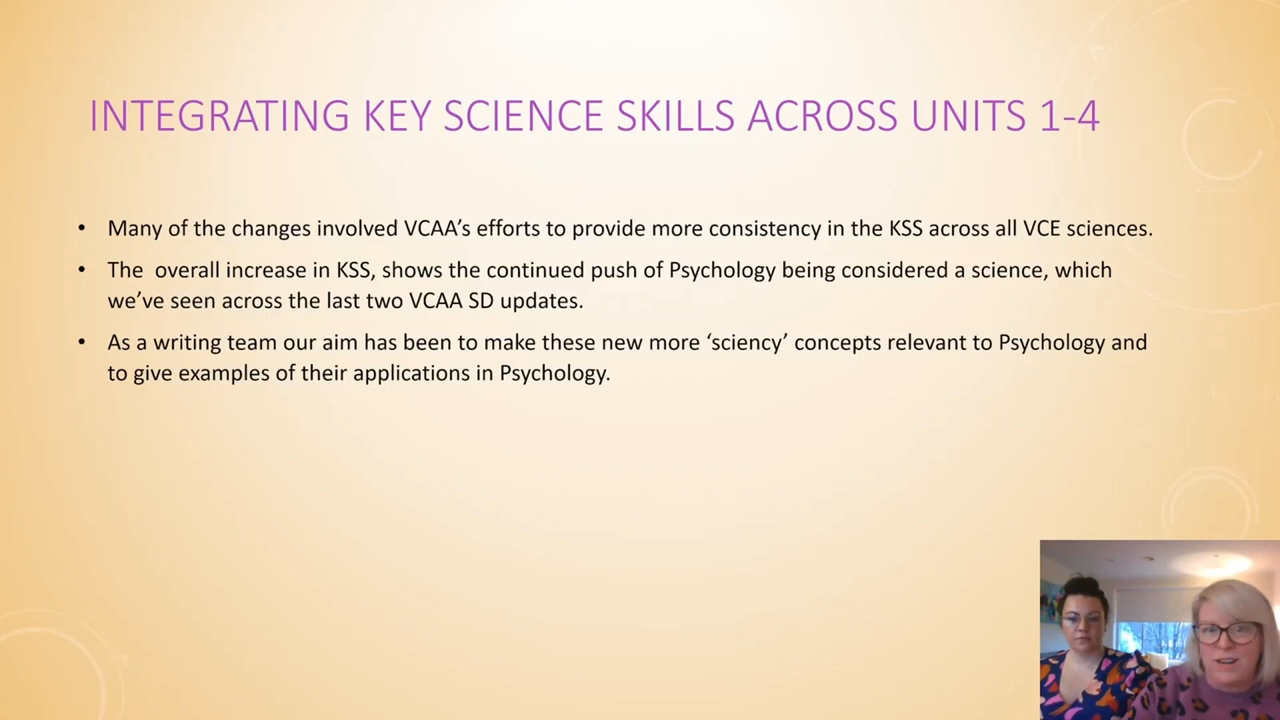 INTEGRATING KEY SCIENCE SKILLS ACROSS UNITS 1-4
• Many of the changes involved VCAA’s efforts to provide more consistency in the KSS across all VCE sciences.
• The  overall increase in KSS, shows the continued push of Psychology being considered a science, which
we’ve seen across the last two VCAA SD updates.
• As a writing team our aim has been to make these new more ‘sciency’ concepts relevant to Psychology and
to give examples of their applications in Psychology.